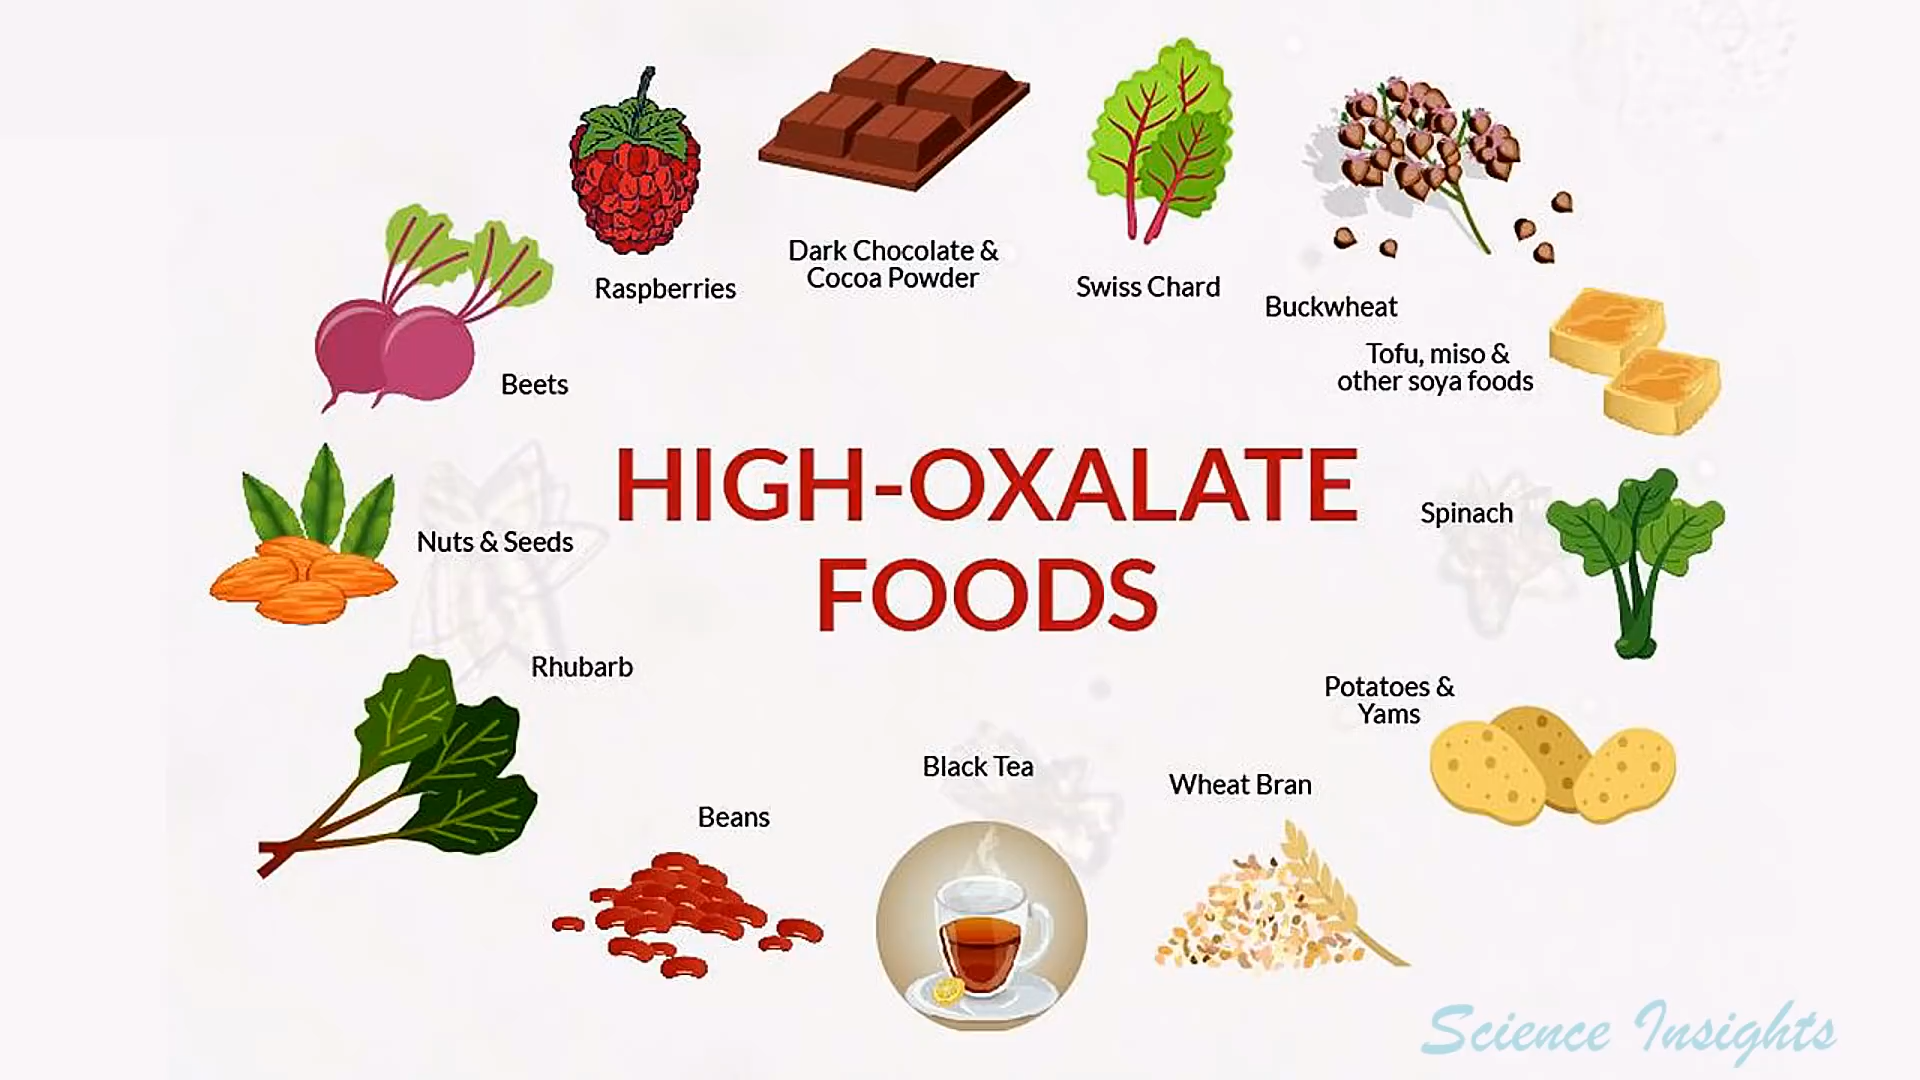 Dark Chocolate &
Cocoa Powder
Raspberries
Swiss Chard
Buckwheat
Tofu, miso &
other soya foods
Beets
HIGH-OXALATE
FOODS
Spinach
Nuts & Seeds
Rhubarb
Potatoes &
Yams
Black Tea
Wheat Bran
Beans
Science Insights